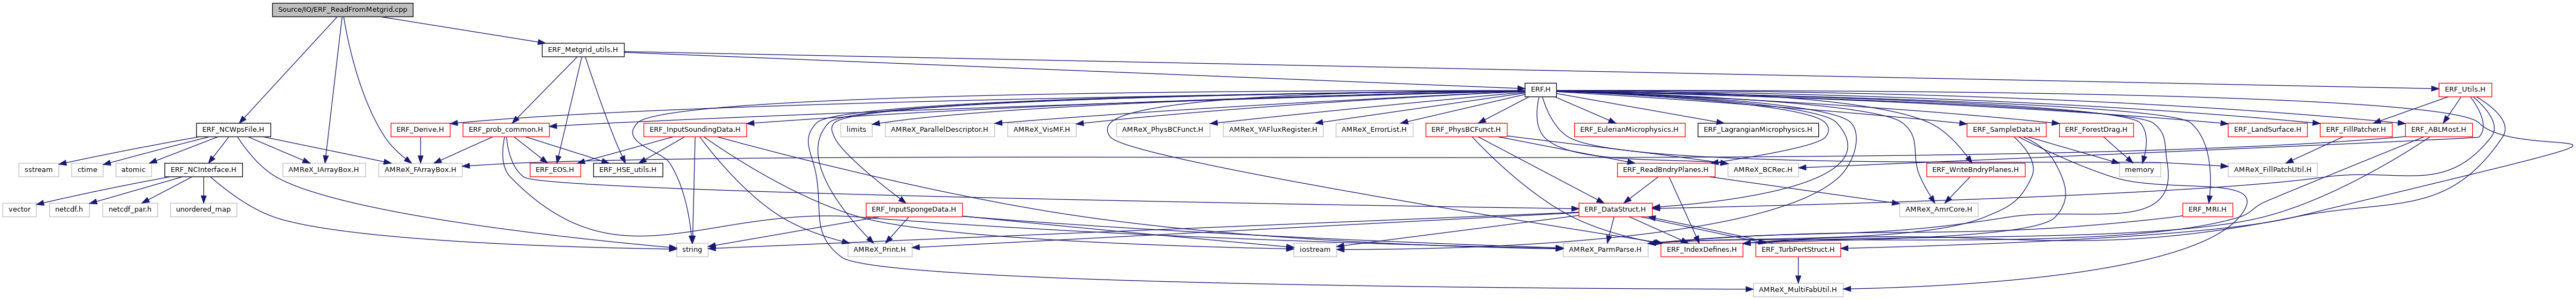 Source/IO/ERF_ReadFromMetgrid.cpp
ERF_Metgrid_utils.H
ERF.H
ERF_Utils.H
ERF_NCWpsFile.H
ERF_Derive.H
ERF_prob_common.H
ERF_InputSoundingData.H
limits
AMReX_ParallelDescriptor.H
AMReX_VisMF.H
AMReX_PhysBCFunct.H
AMReX_YAFluxRegister.H
AMReX_ErrorList.H
ERF_PhysBCFunct.H
ERF_EulerianMicrophysics.H
ERF_LagrangianMicrophysics.H
ERF_SampleData.H
ERF_ForestDrag.H
ERF_LandSurface.H
ERF_FillPatcher.H
ERF_ABLMost.H
sstream
ctime
atomic
ERF_NCInterface.H
AMReX_IArrayBox.H
AMReX_FArrayBox.H
ERF_EOS.H
ERF_HSE_utils.H
ERF_ReadBndryPlanes.H
AMReX_BCRec.H
ERF_WriteBndryPlanes.H
memory
AMReX_FillPatchUtil.H
vector
netcdf.h
netcdf_par.h
unordered_map
ERF_InputSpongeData.H
ERF_DataStruct.H
AMReX_AmrCore.H
ERF_MRI.H
string
AMReX_Print.H
iostream
AMReX_ParmParse.H
ERF_IndexDefines.H
ERF_TurbPertStruct.H
AMReX_MultiFabUtil.H